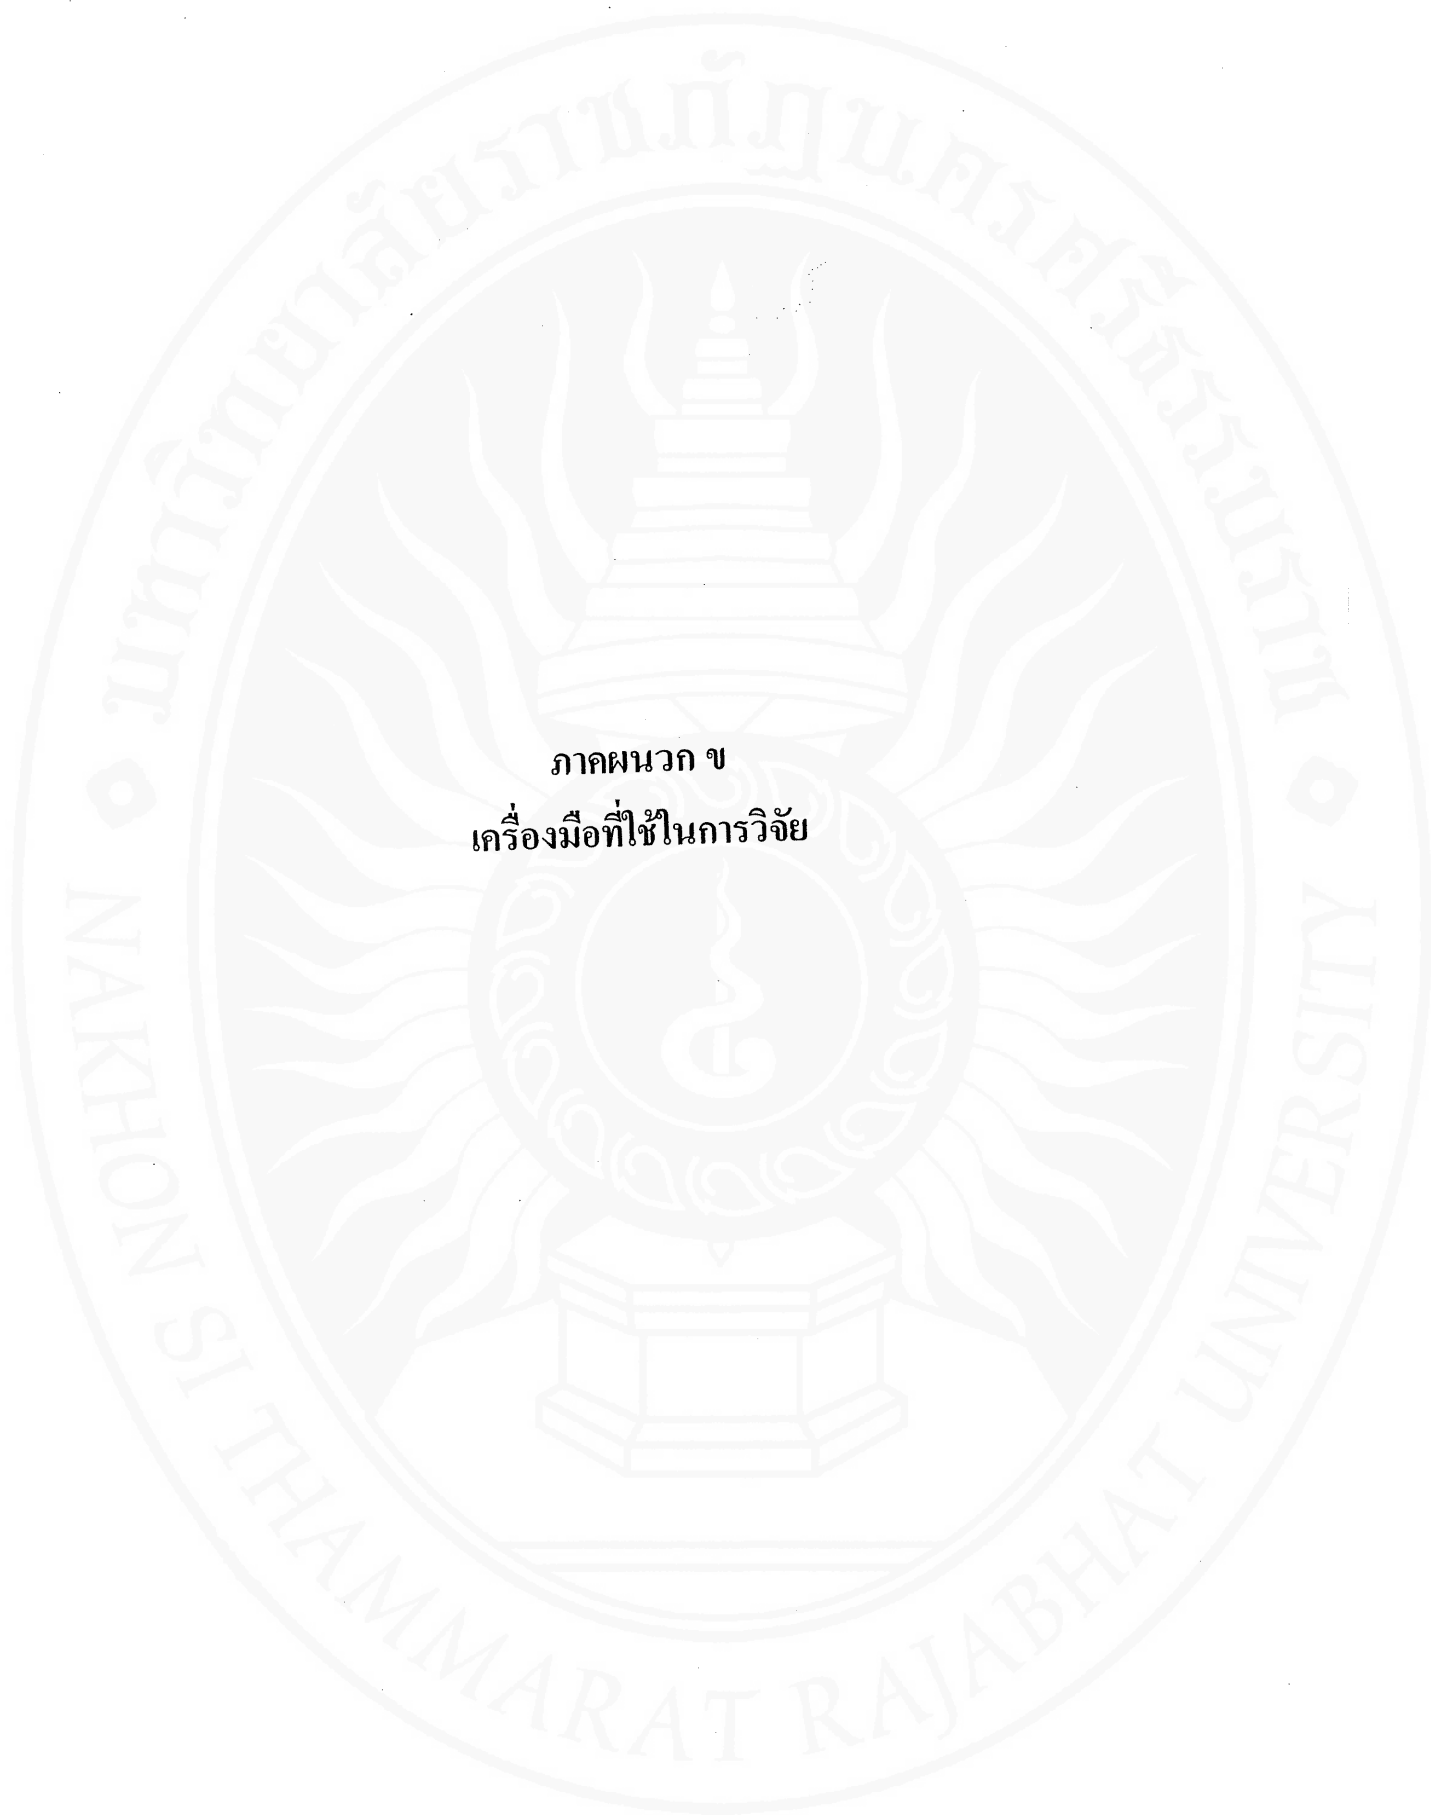 มหาวิทยาลัยราชภัฏนครศรีธรรมราช
ภาคผนวก ข
เครื่องมือที่ใช้ในการวิจัย
NAKHON SI THAMMARAT RAJABHAT UNIVERSITY